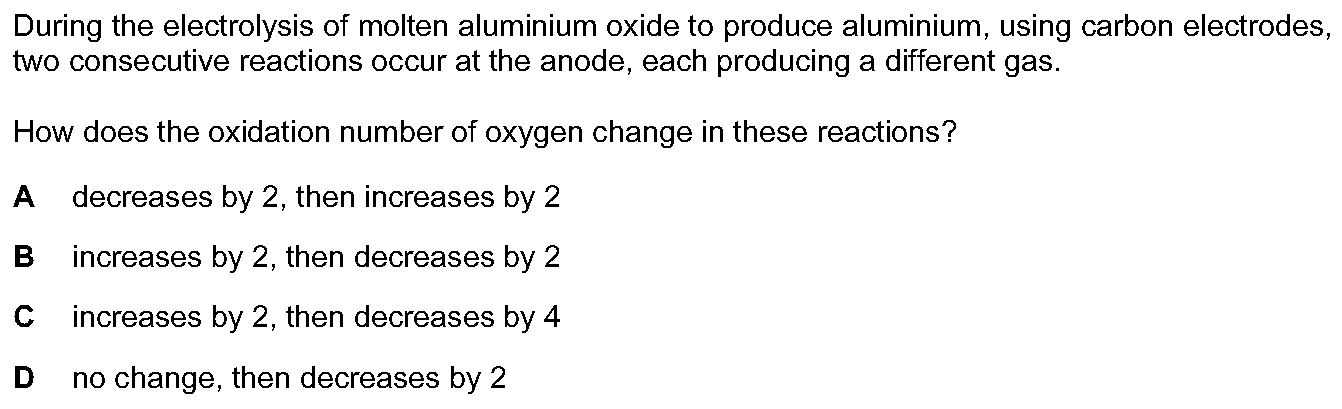 During the electrolysis of molten aluminium oxide to produce aluminium, using carbon electrodes,
two consecutive reactions occur at the anode, each producing a different gas.
How does the oxidation number of oxygen change in these reactions?
A decreases by 2, then increases by 2
B increases by 2, then decreases by 2
C increases by 2, then decreases by 4
D no change, then decreases by 2